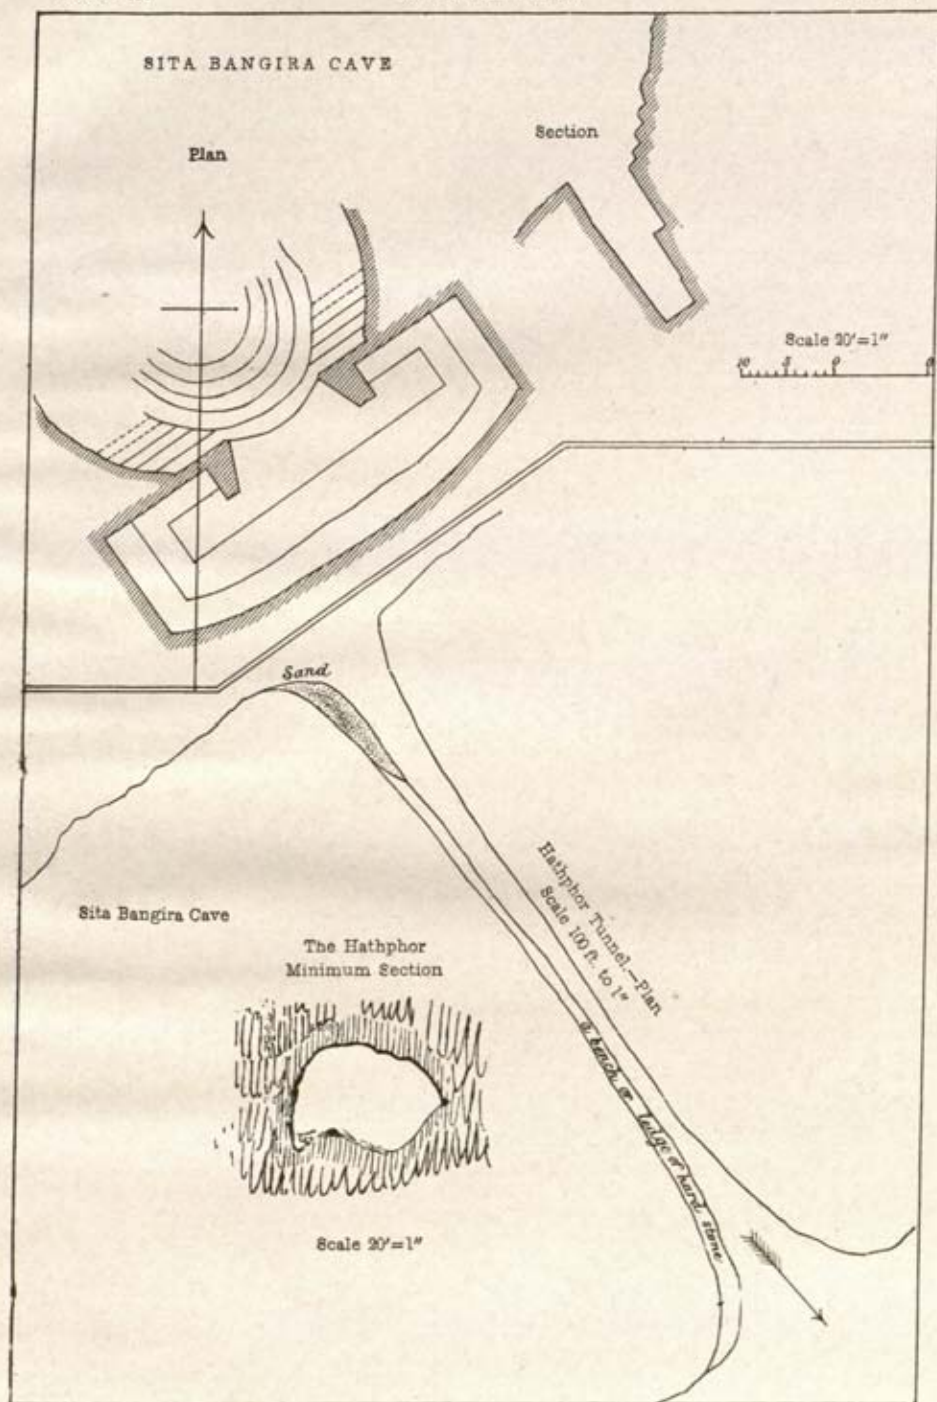 SITA BANGIRA CAVE
Plan
Section
Scale 20'=1"
10 5 0
Sand
Hathphor Tunnel.—Plan
Scale 100 ft. to 1"
Sita Bangira Cave
The Hathphor
Minimum Section
a bench or ledge of hard stone
Scale 20'=1"